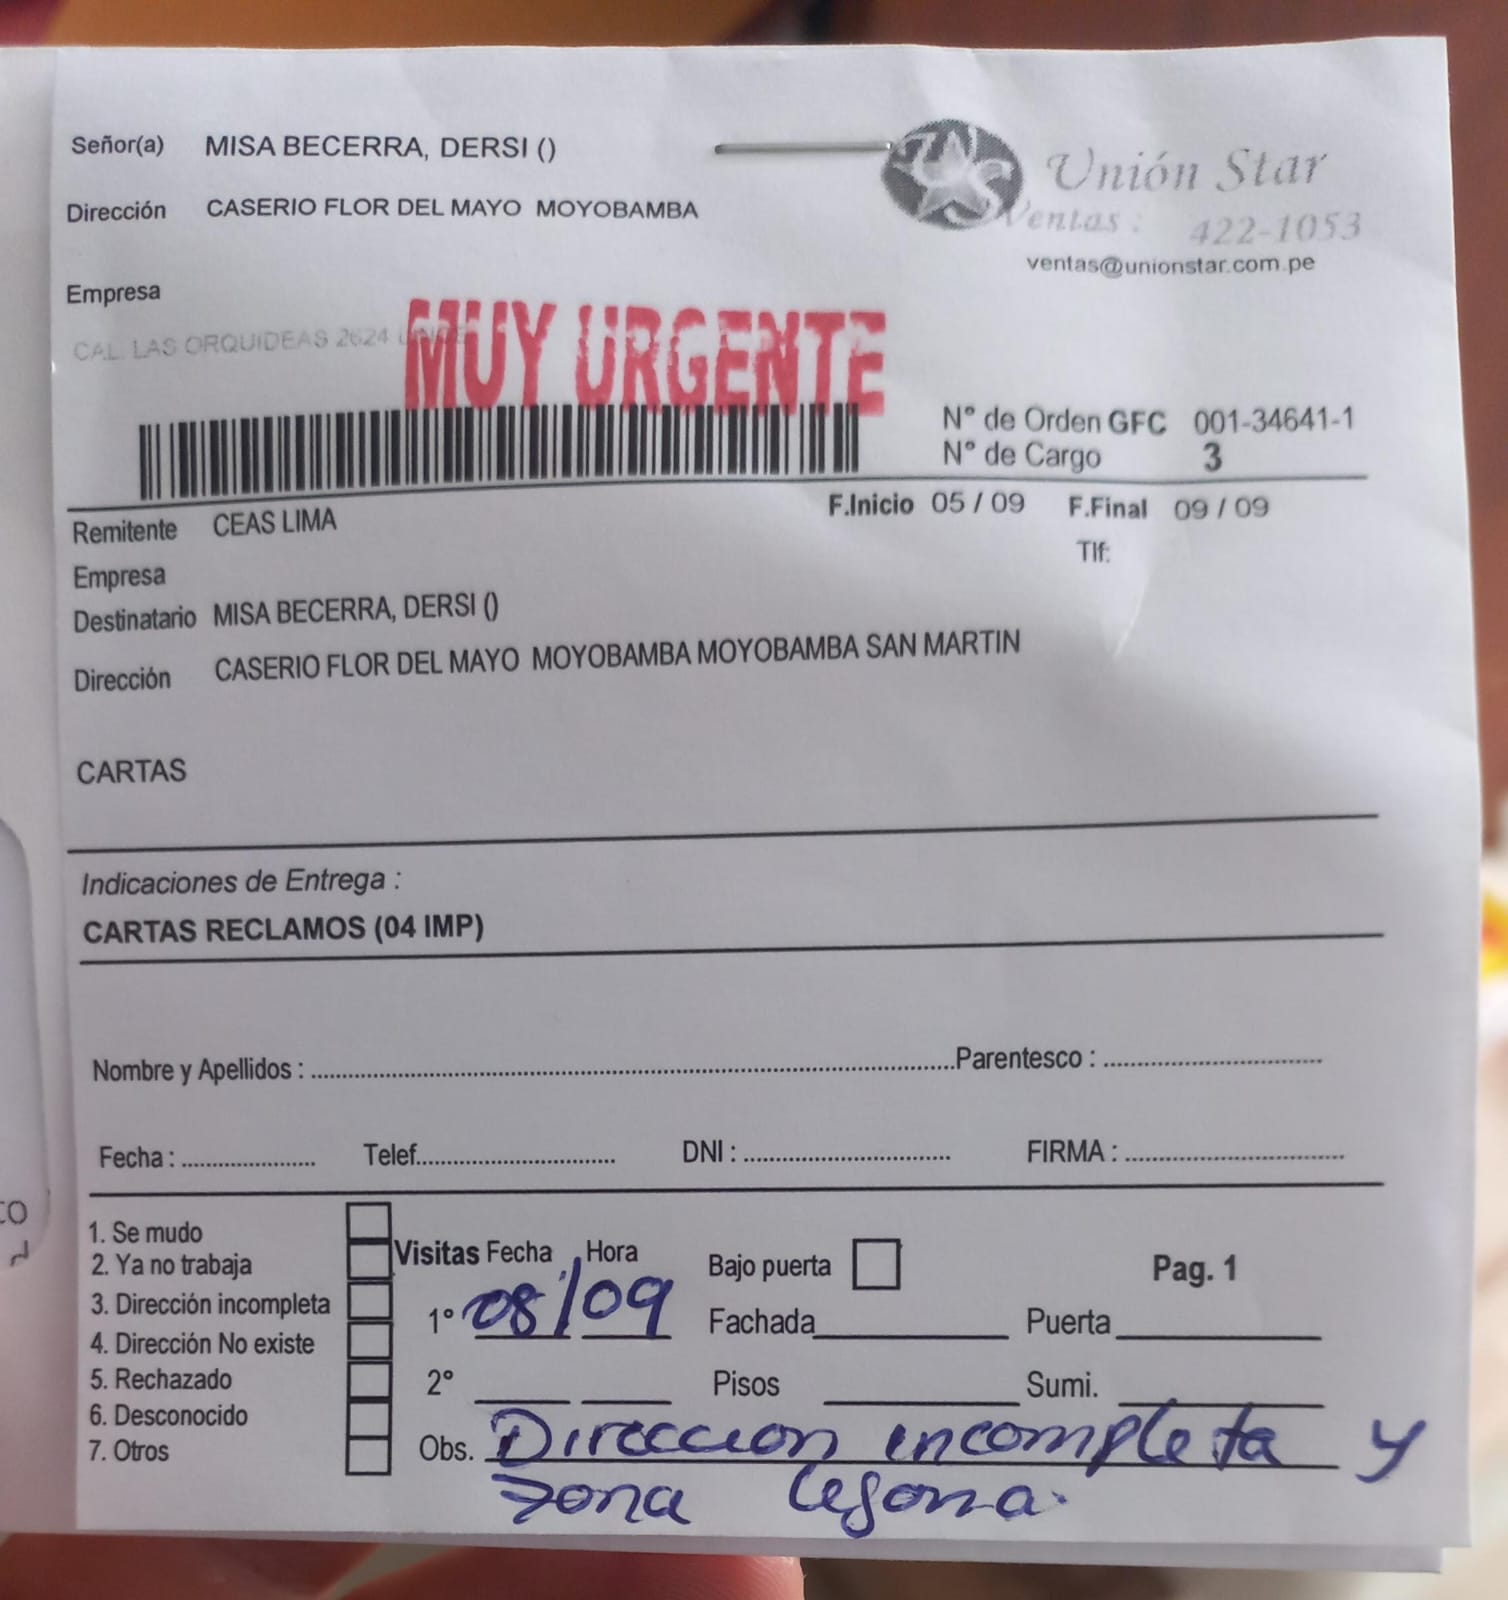 Señor(a) MISA BECERRA, DERSI ()
Unión Star
Dirección CASERIO FLOR DEL MAYO MOYOBAMBA
Ventas: 422-1053
ventas@unionstar.com.pe
Empresa
CAL. LAS ORQUIDEAS 2624
MUY URGENTE
N° de Orden GFC 001-34641-1
N° de Cargo 3
F.Inicio 05 / 09 F.Final 09 / 09
Remitente CEAS LIMA
Tlf:
Empresa
Destinatario MISA BECERRA, DERSI ()
Dirección CASERIO FLOR DEL MAYO MOYOBAMBA MOYOBAMBA SAN MARTIN
CARTAS
Indicaciones de Entrega :
CARTAS RECLAMOS (04 IMP)
Nombre y Apellidos : Parentesco :
Fecha : Telef. DNI : FIRMA :
1. Se mudo
2. Ya no trabaja
3. Dirección incompleta
4. Dirección No existe
5. Rechazado
6. Desconocido
7. Otros
Visitas Fecha Hora Bajo puerta Pag. 1
1° 08/09 Fachada Puerta
2° Pisos Sumi.
Obs. Direccion incompleta y
zona lejana.